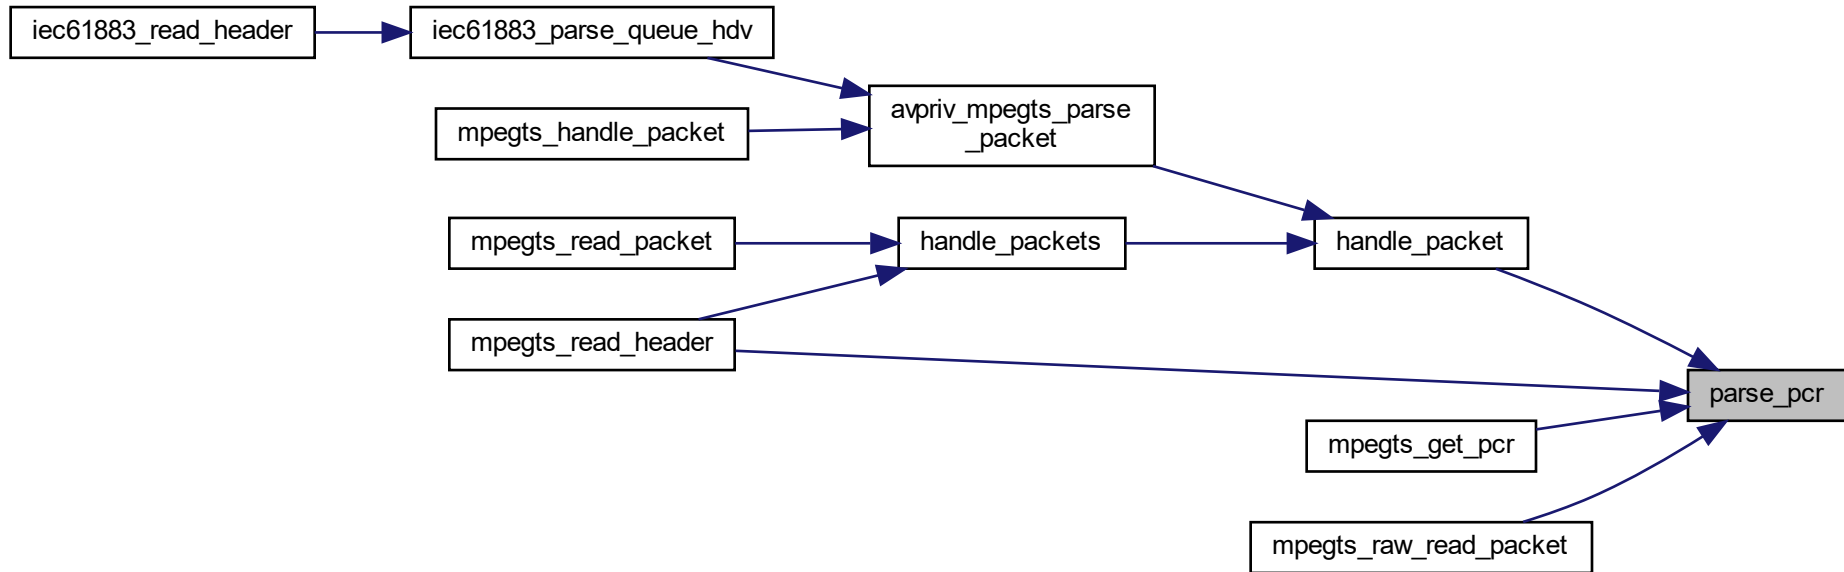 iec61883_read_header
iec61883_parse_queue_hdv
avpriv_mpegts_parse
_packet
mpegts_handle_packet
mpegts_read_packet
handle_packets
handle_packet
mpegts_read_header
parse_pcr
mpegts_get_pcr
mpegts_raw_read_packet